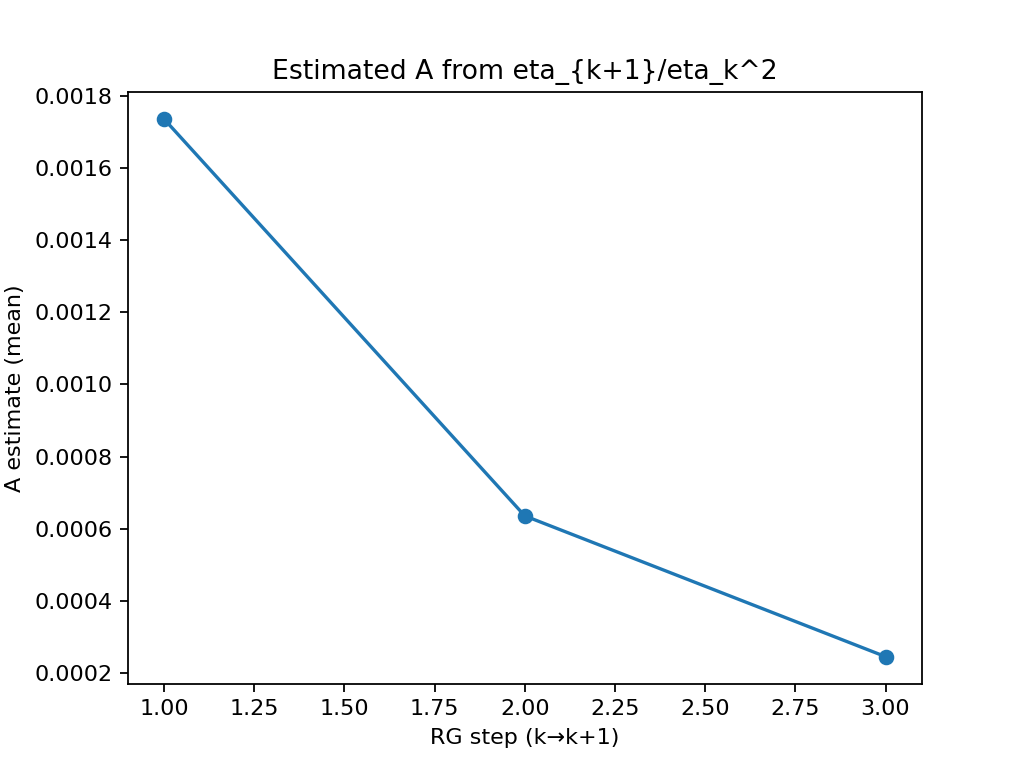 Estimated A from eta_{k+1}/eta_k^2
A estimate (mean)
0.0018
0.0016
0.0014
0.0012
0.0010
0.0008
0.0006
0.0004
0.0002
1.00 1.25 1.50 1.75 2.00 2.25 2.50 2.75 3.00
RG step (k→k+1)